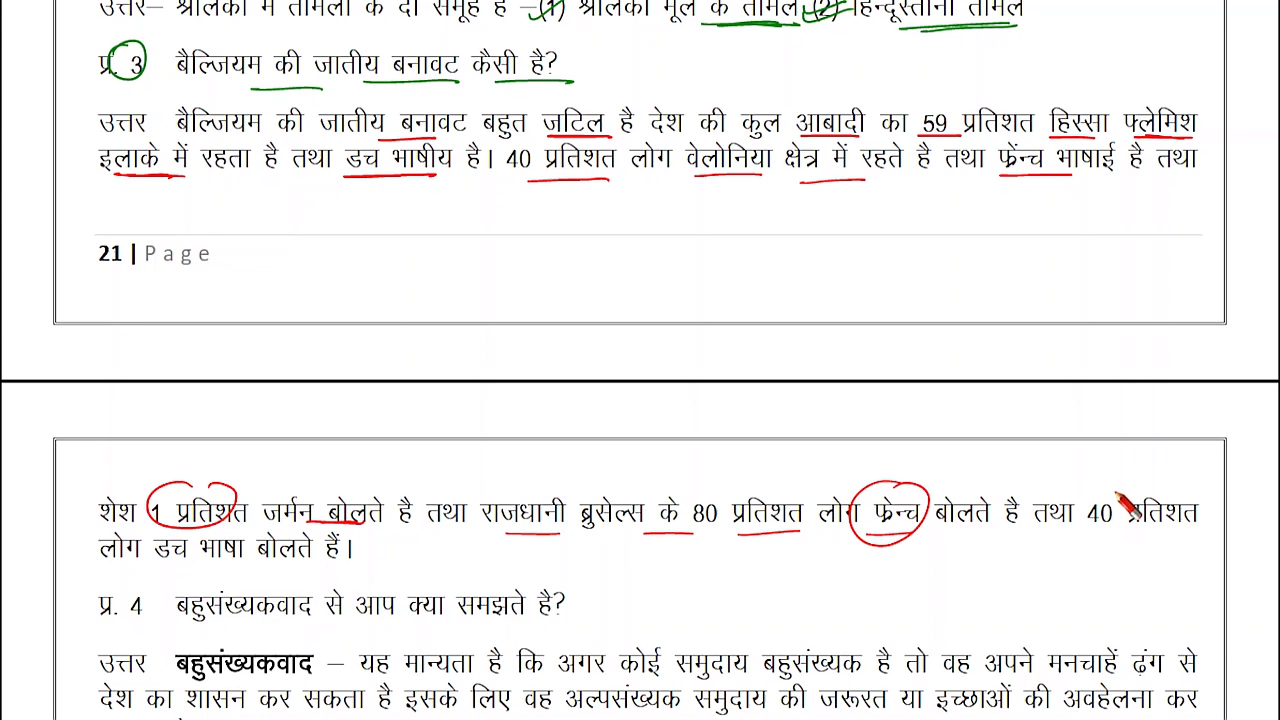 उत्तर– श्रीलंका में तामिलों के दो समूह हैं –(1) श्रीलंका मूल के तामिल (2) हिन्दूस्तानी तामिल
प्र. 3 बैल्जियम की जातीय बनावट कैसी है?
उत्तर बैल्जियम की जातीय बनावट बहुत जटिल है देश की कुल आबादी का 59 प्रतिशत हिस्सा फ्लेमिश
इलाके में रहता है तथा डच भाषीय है। 40 प्रतिशत लोग वेलोनिया क्षेत्र में रहते है तथा फ्रेंन्च भाषाई है तथा
21 | Page
शेश 1 प्रतिशत जर्मन बोलते है तथा राजधानी ब्रुसेल्स के 80 प्रतिशत लोग फ्रेन्च बोलते है तथा 40 प्रतिशत
लोग डच भाषा बोलते हैं।
प्र. 4 बहुसंख्यकवाद से आप क्या समझते है?
उत्तर बहुसंख्यकवाद – यह मान्यता है कि अगर कोई समुदाय बहुसंख्यक है तो वह अपने मनचाहें ढ़ंग से
देश का शासन कर सकता है इसके लिए वह अल्पसंख्यक समुदाय की जरूरत या इच्छाओं की अवहेलना कर